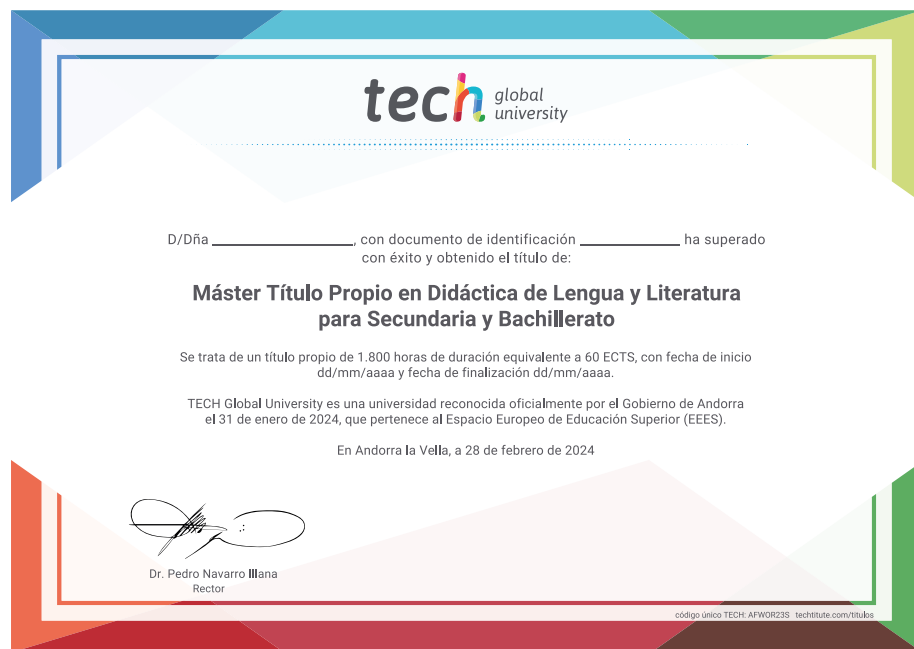 tech global university
D/Dña ________________, con documento de identificación ____________ ha superado
con éxito y obtenido el título de:
Máster Título Propio en Didáctica de Lengua y Literatura
para Secundaria y Bachillerato
Se trata de un título propio de 1.800 horas de duración equivalente a 60 ECTS, con fecha de inicio
dd/mm/aaaa y fecha de finalización dd/mm/aaaa.
TECH Global University es una universidad reconocida oficialmente por el Gobierno de Andorra
el 31 de enero de 2024, que pertenece al Espacio Europeo de Educación Superior (EEES).
En Andorra la Vella, a 28 de febrero de 2024
Dr. Pedro Navarro Illana
Rector
código único TECH: AFWOR23S techtitute.com/titulos